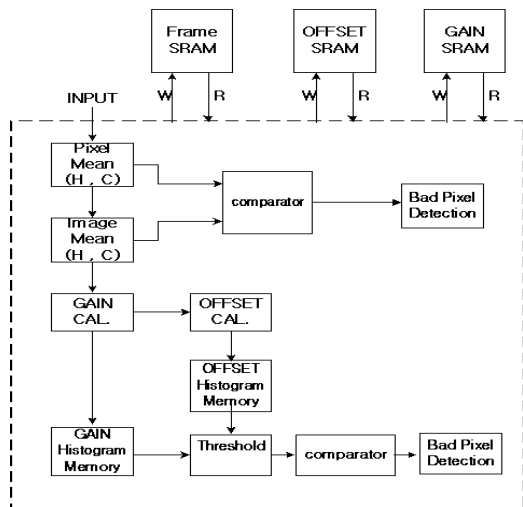 Frame
SRAM
OFFSET
SRAM
GAIN
SRAM
INPUT
W
R
W
R
W
R
Pixel
Mean
(H , C)
comparator
Bad Pixel
Detection
Image
Mean
(H , C)
GAIN
CAL.
OFFSET
CAL.
OFFSET
Histogram
Memory
GAIN
Histogram
Memory
Threshold
comparator
Bad Pixel
Detection